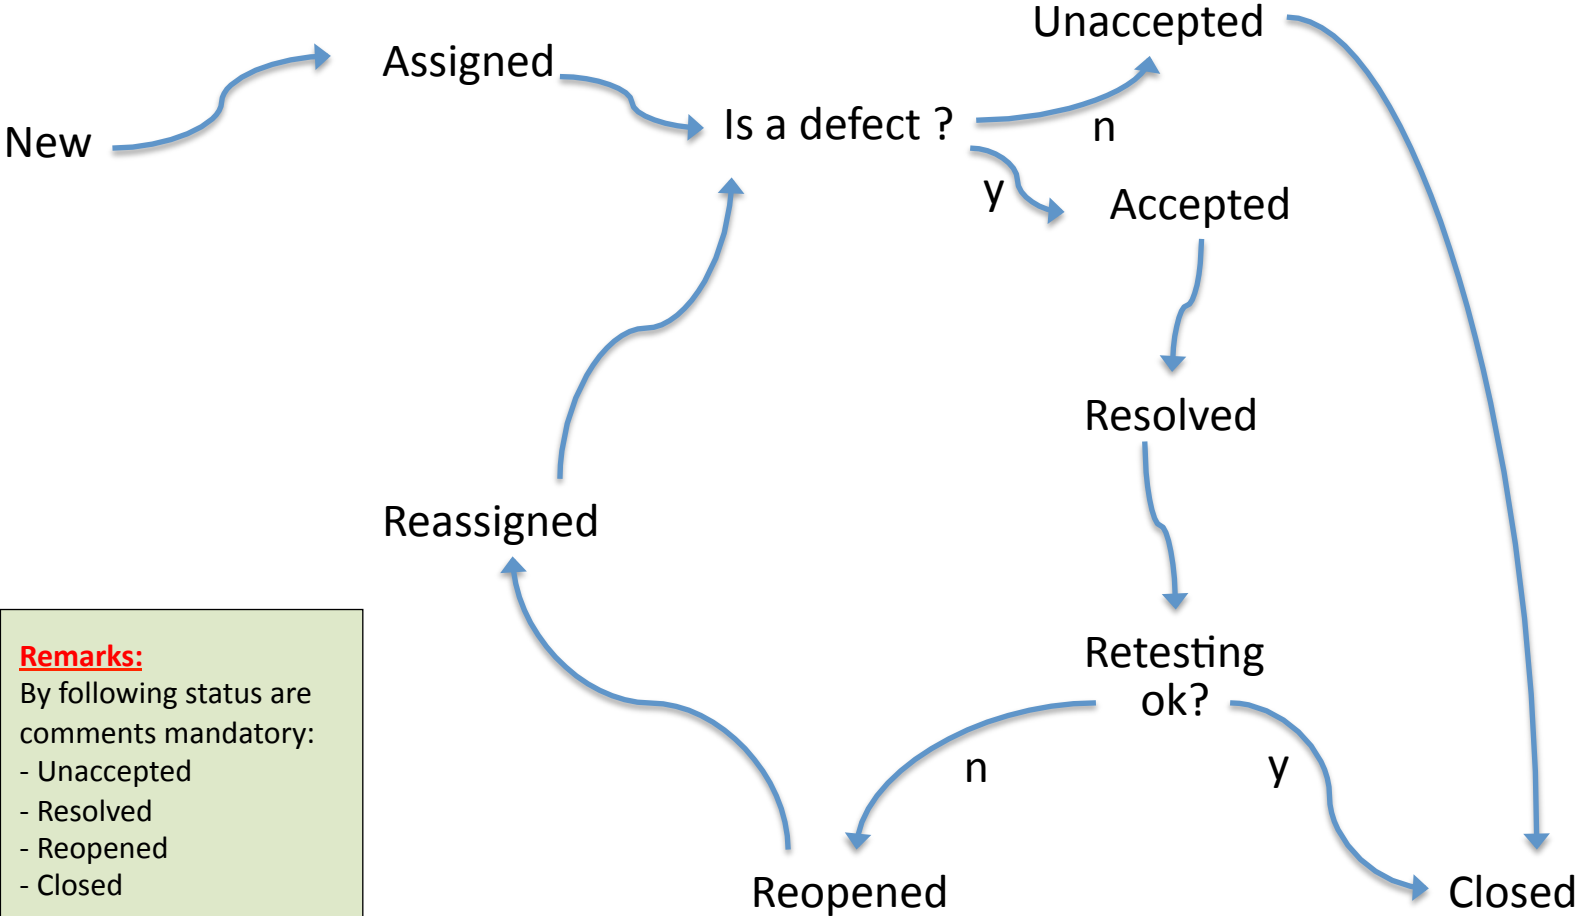 Unaccepted
Assigned
Is a defect ?
n
New
y
Accepted
Resolved
Reassigned
Retesting
ok?
n
y
Reopened
Closed
Remarks:
By following status are
comments mandatory:
- Unaccepted
- Resolved
- Reopened
- Closed